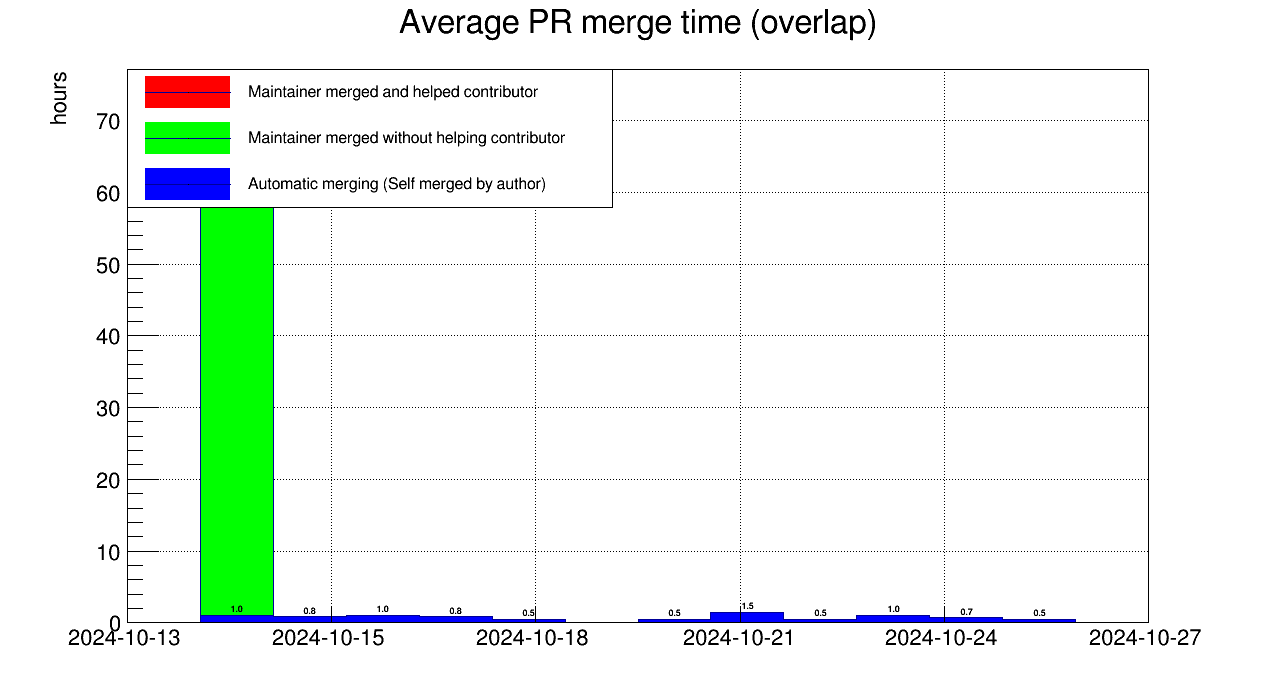 Average PR merge time (overlap)
hours
Maintainer merged and helped contributor
Maintainer merged without helping contributor
Automatic merging (Self merged by author)
70
60
50
40
30
20
10
0
1.0 0.8 1.0 0.8 0.5 0.5 1.5 0.5 1.0 0.7 0.5
2024-10-13 2024-10-15 2024-10-18 2024-10-21 2024-10-24 2024-10-27